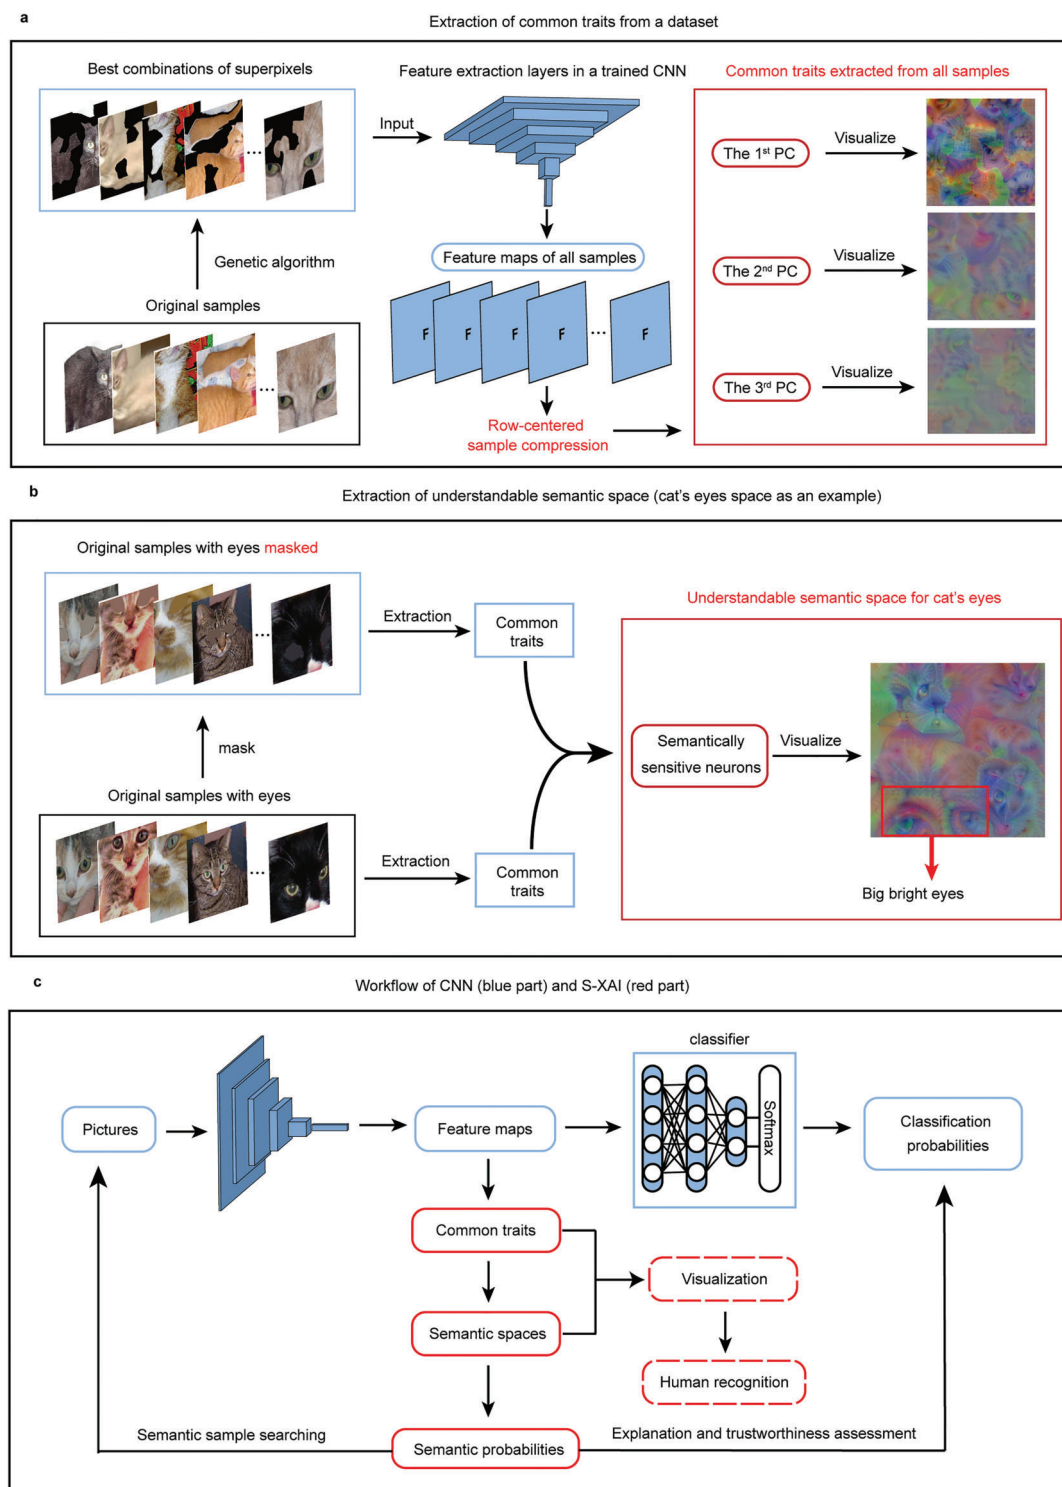 a
Extraction of common traits from a dataset
Best combinations of superpixels
Feature extraction layers in a trained CNN
Common traits extracted from all samples
Input
The 1st PC
Visualize
Genetic algorithm
Feature maps of all samples
The 2nd PC
Visualize
Original samples
F F F F ... F
The 3rd PC
Visualize
Row-centered
sample compression
b
Extraction of understandable semantic space (cat's eyes space as an example)
Original samples with eyes masked
Understandable semantic space for cat's eyes
Extraction
Common
traits
mask
Semantically
sensitive neurons
Visualize
Original samples with eyes
Extraction
Common
traits
Big bright eyes
c
Workflow of CNN (blue part) and S-XAI (red part)
classifier
Pictures
Feature maps
Softmax
Classification
probabilities
Common traits
Visualization
Semantic spaces
Human recognition
Semantic sample searching
Semantic probabilities
Explanation and trustworthiness assessment